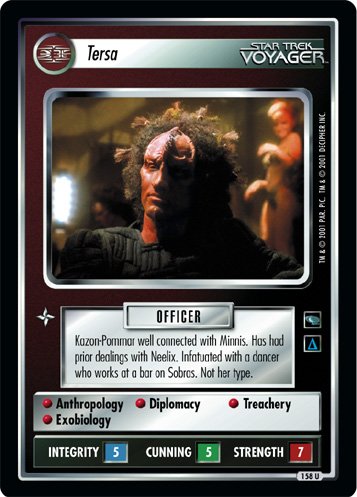 Tersa
STAR TREK
VOYAGER
TM & © 2001 PAR. PIC. TM & © 2001 DECIPHER INC.
OFFICER
Kazon-Pommar well connected with Minnis. Has had
prior dealings with Neelix. Infatuated with a dancer
who works at a bar on Sobras. Not her type.
Anthropology Diplomacy Treachery
Exobiology
INTEGRITY 5 CUNNING 5 STRENGTH 7
158 U